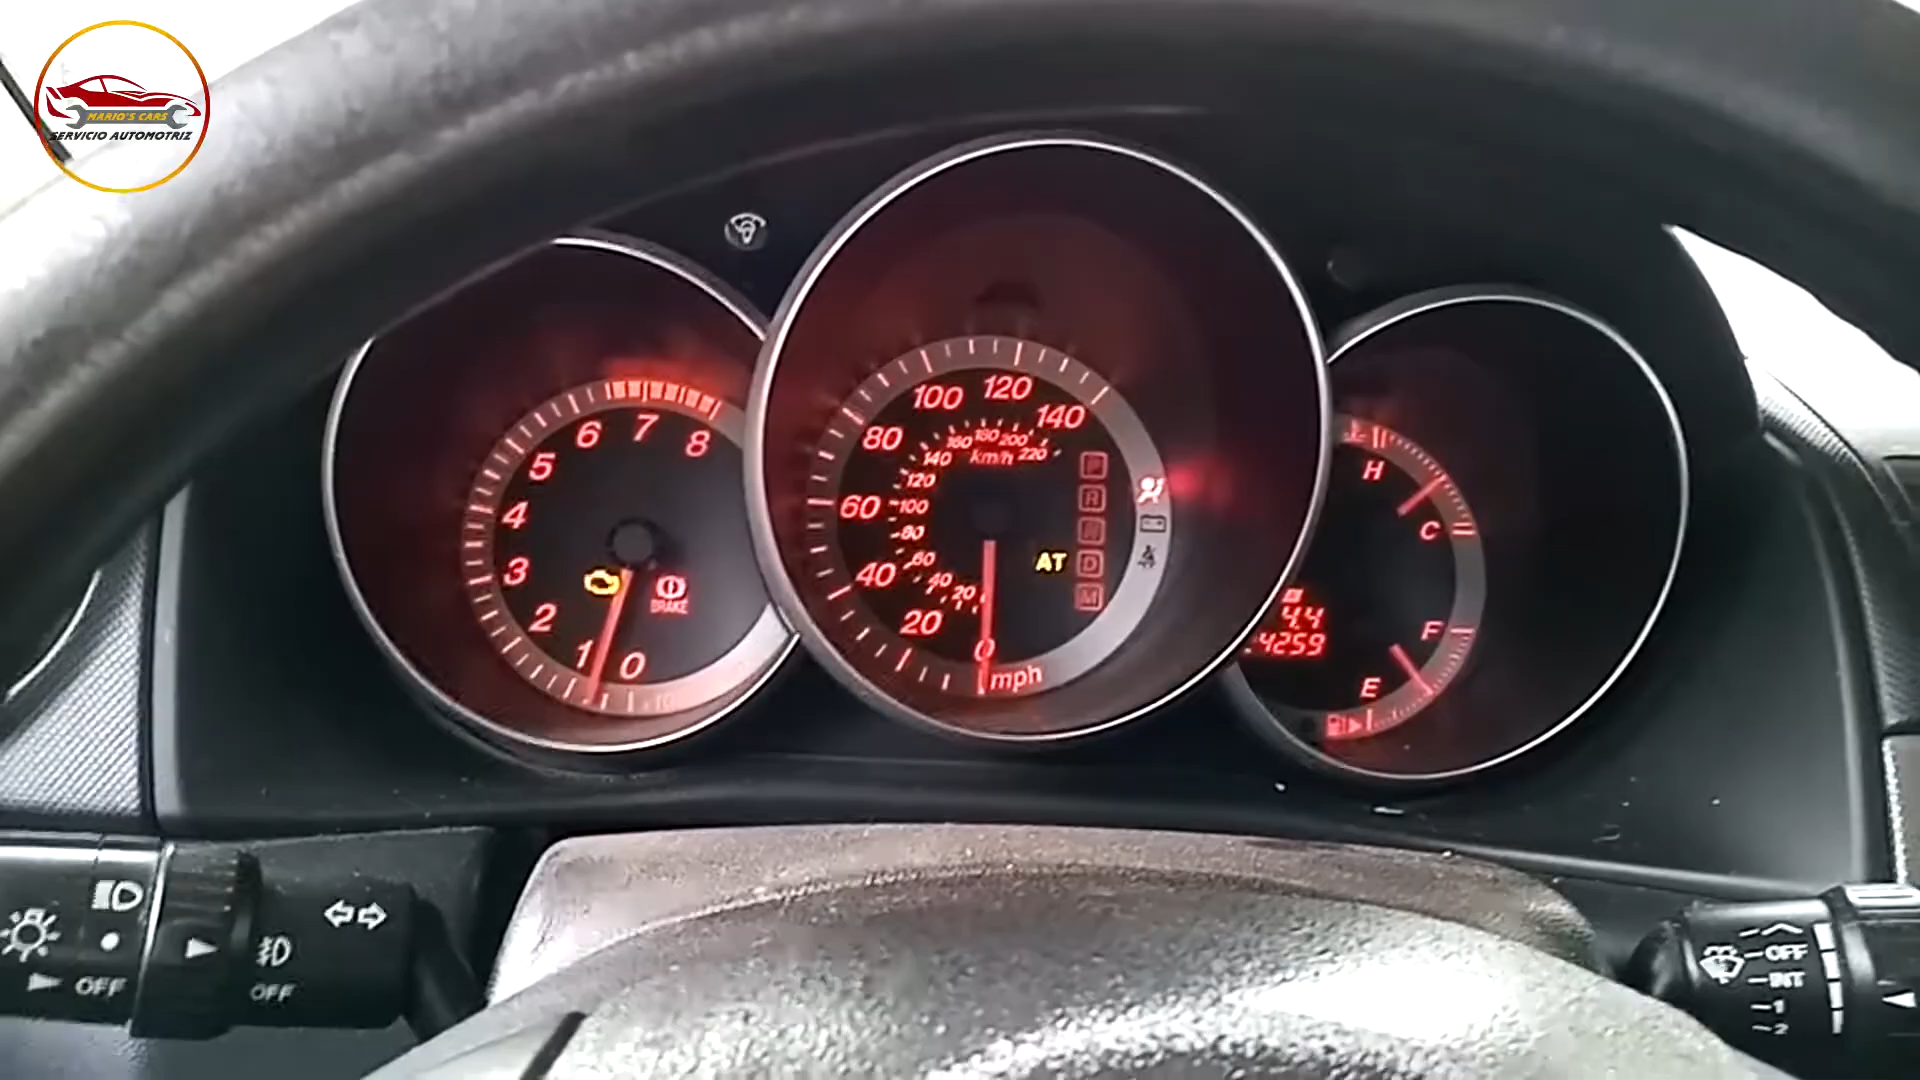 MARIO'S CARS
SERVICIO AUTOMOTRIZ
0
1
2
3
4
5
6
7
8
BRAKE
0
20
40
60
80
100
120
140
mph
20
40
60
80
100
120
140
160
180
200
220
km/h
P
R
N
D
M
AT
H
C
4.4
4259
F
E
OFF
OFF
OFF
INT
1
2